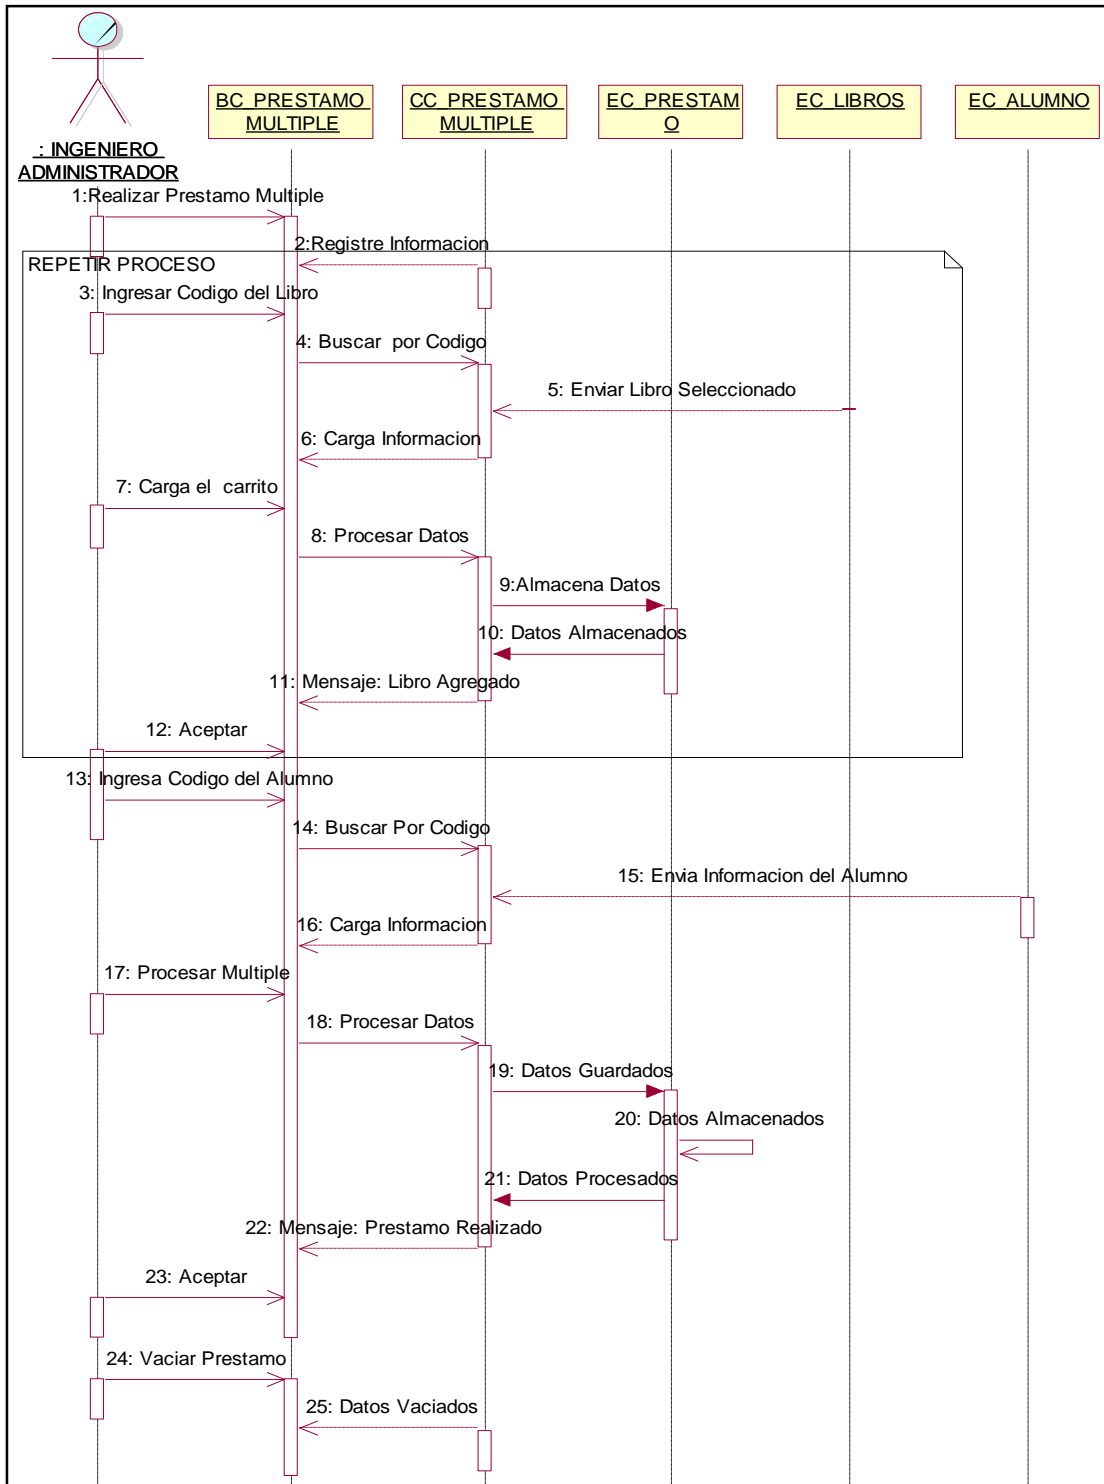 BC_PRESTAMO_
MULTIPLE
CC_PRESTAMO_
MULTIPLE
EC_PRESTAM
O
EC_LIBROS
EC_ALUMNO
: INGENIERO_
ADMINISTRADOR
1:Realizar Prestamo Multiple
2:Registre Informacion
REPETIR PROCESO
3: Ingresar Codigo del Libro
4: Buscar por Codigo
5: Enviar Libro Seleccionado
6: Carga Informacion
7: Carga el carrito
8: Procesar Datos
9:Almacena Datos
10: Datos Almacenados
11: Mensaje: Libro Agregado
12: Aceptar
13: Ingresa Codigo del Alumno
14: Buscar Por Codigo
15: Envia Informacion del Alumno
16: Carga Informacion
17: Procesar Multiple
18: Procesar Datos
19: Datos Guardados
20: Datos Almacenados
21: Datos Procesados
22: Mensaje: Prestamo Realizado
23: Aceptar
24: Vaciar Prestamo
25: Datos Vaciados